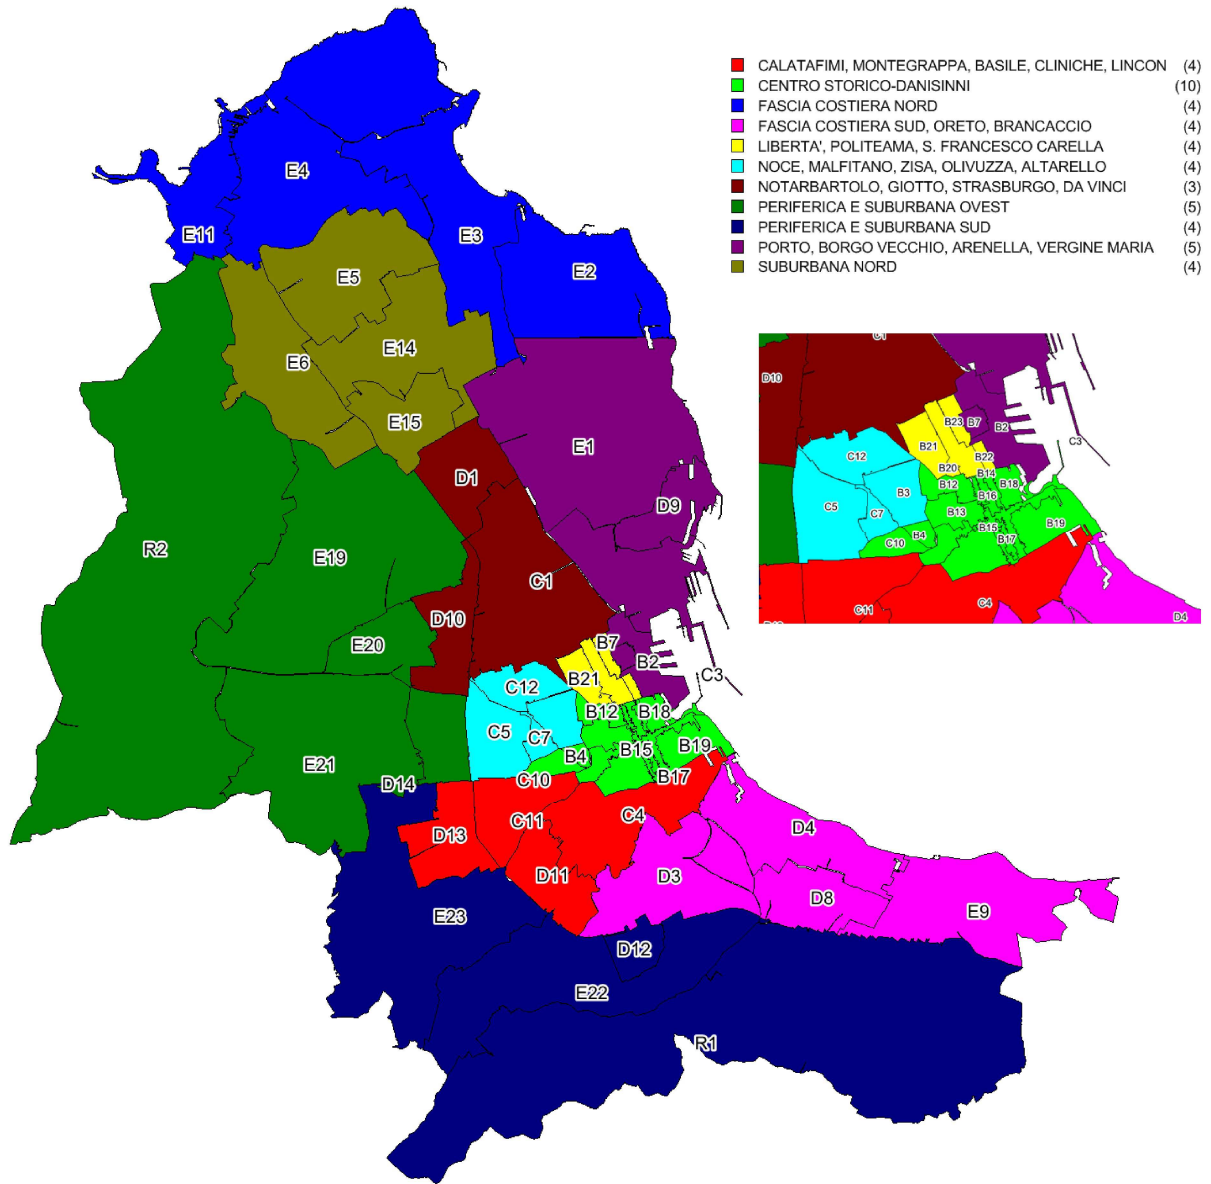 CALATAFIMI, MONTEGRAPPA, BASILE, CLINICHE, LINCON (4)
CENTRO STORICO-DANISINNI (10)
FASCIA COSTIERA NORD (4)
FASCIA COSTIERA SUD, ORETO, BRANCACCIO (4)
LIBERTA', POLITEAMA, S. FRANCESCO CARELLA (4)
NOCE, MALFITANO, ZISA, OLIVUZZA, ALTARELLO (4)
NOTARBARTOLO, GIOTTO, STRASBURGO, DA VINCI (3)
PERIFERICA E SUBURBANA OVEST (5)
PERIFERICA E SUBURBANA SUD (4)
PORTO, BORGO VECCHIO, ARENELLA, VERGINE MARIA (5)
SUBURBANA NORD (4)
E4
E11
E3
E2
E5
E6
E14
E15
E1
D1
D9
R2
E19
C1
D10
E20
B7
B2
C3
B21
C12
B12
B18
C5
C7
B15
B19
B4
B17
C10
E21
D14
C4
C11
D13
D4
D11
D3
D8
E9
E23
D12
E22
R1
C1
D10
B23
B7
B2
C3
B21
C12
B22
B20
B14
B12
B18
B3
B16
C5
C7
B13
B15
B19
B4
C10
B17
C11
C4
D4